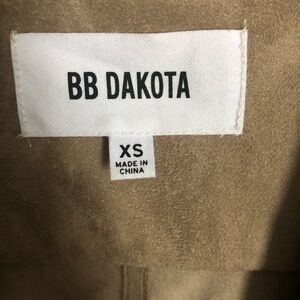 BB DAKOTA
XS
MADE IN
CHINA